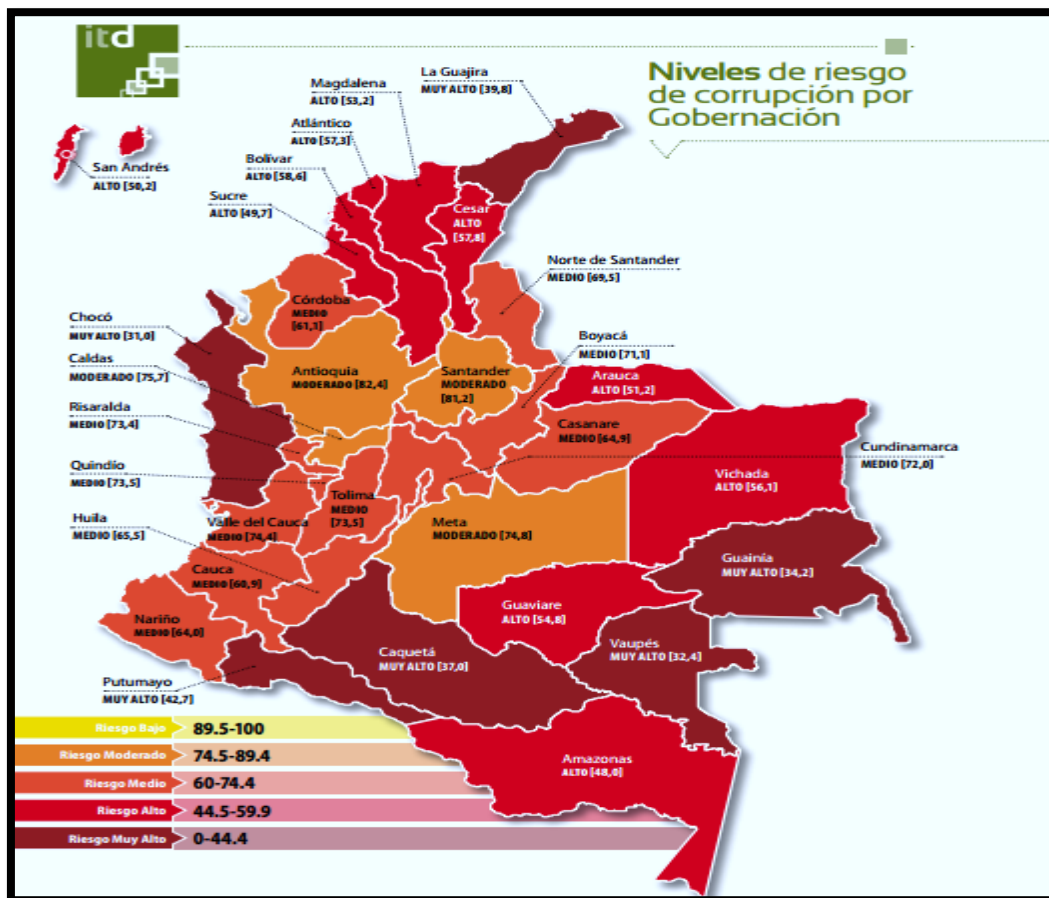 itd
Niveles de riesgo
de corrupción por
Gobernación
La Guajira
MUY ALTO [39,8]
Magdalena
ALTO [53,2]
Atlántico
ALTO [57,3]
Bolívar
ALTO [58,6]
San Andrés
ALTO [50,2]
Sucre
ALTO [49,7]
Cesar
ALTO
[57,8]
Norte de Santander
MEDIO [69,5]
Córdoba
MEDIO
[61,1]
Chocó
MUY ALTO [31,0]
Boyacá
MEDIO [71,1]
Caldas
MODERADO [75,7]
Antioquia
MODERADO [82,4]
Santander
MODERADO
[81,2]
Arauca
ALTO [51,2]
Risaralda
MEDIO [73,4]
Casanare
MEDIO [64,9]
Cundinamarca
MEDIO [72,0]
Quindío
MEDIO [73,5]
Tolima
MEDIO
[73,5]
Vichada
ALTO [56,1]
Huila
MEDIO [65,5]
Valle del Cauca
MEDIO [74,4]
Meta
MODERADO [74,8]
Guainía
MUY ALTO [34,2]
Cauca
MEDIO [60,9]
Guaviare
ALTO [54,8]
Nariño
MEDIO [64,0]
Caquetá
MUY ALTO [37,0]
Vaupés
MUY ALTO [32,4]
Putumayo
MUY ALTO [42,7]
Amazonas
ALTO [48,0]
Riesgo Bajo 89.5-100
Riesgo Moderado 74.5-89.4
Riesgo Medio 60-74.4
Riesgo Alto 44.5-59.9
Riesgo Muy Alto 0-44.4